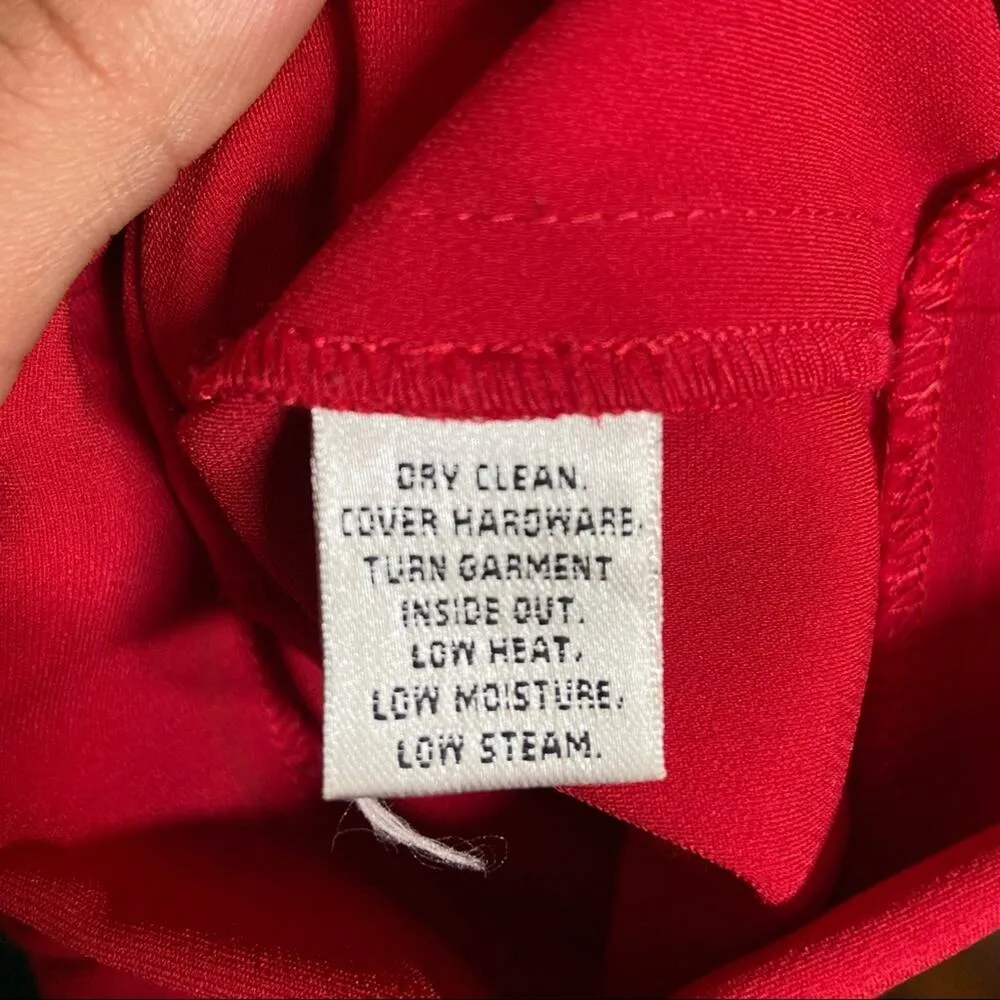 DRY CLEAN.
COVER HARDWARE.
TURN GARMENT
INSIDE OUT.
LOW HEAT.
LOW MOISTURE.
LOW STEAM.